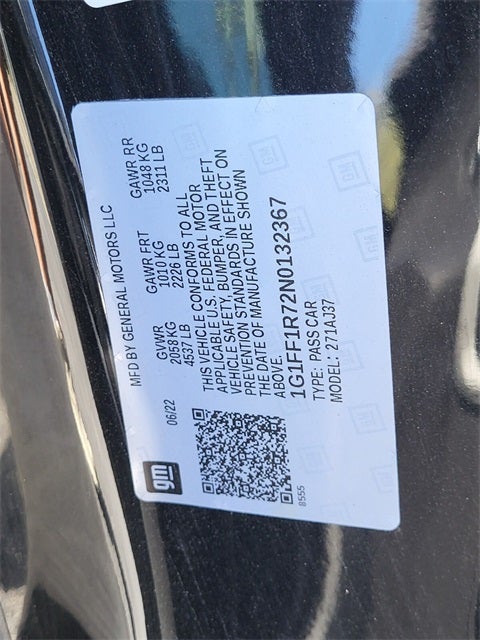 gm
MFD BY GENERAL MOTORS LLC
06/22
GVWR GAWR FRT GAWR RR
2058 KG 1010 KG 1048 KG
4537 LB 2226 LB 2311 LB
THIS VEHICLE CONFORMS TO ALL
APPLICABLE U.S. FEDERAL MOTOR
VEHICLE SAFETY, BUMPER, AND THEFT
PREVENTION STANDARDS IN EFFECT ON
THE DATE OF MANUFACTURE SHOWN
ABOVE.
1G1FF1R72N0132367
TYPE: PASS CAR
MODEL: 271AJ37
8555